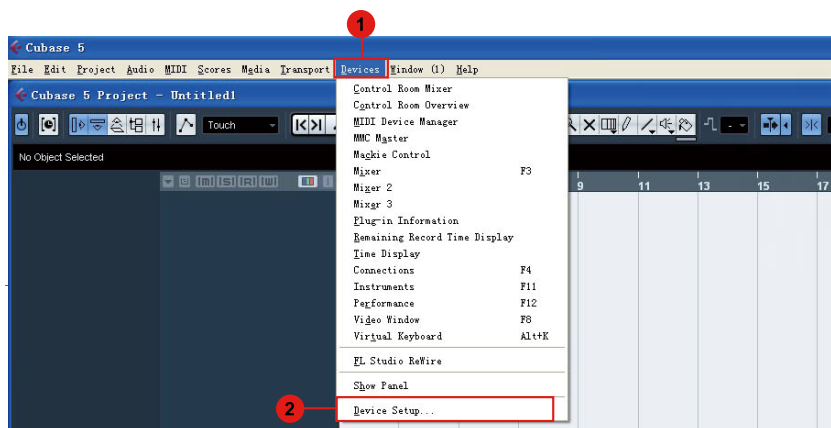 1
Cubase 5
File Edit Project Audio MIDI Scores Media Transport Devices Window (1) Help
Cubase 5 Project - Untitled1
Touch
No Object Selected
Control Room Mixer
Control Room Overview
MIDI Device Manager
MMC Master
Mackie Control
Mixer F3
Mixer 2
Mixer 3
Plug-in Information
Remaining Record Time Display
Time Display
Connections F4
Instruments F11
Performance F12
Video Window F8
Virtual Keyboard Alt+K
FL Studio ReWire
Show Panel
2 Device Setup...
[m] [s] [R] [W]
9 11 13 15 17